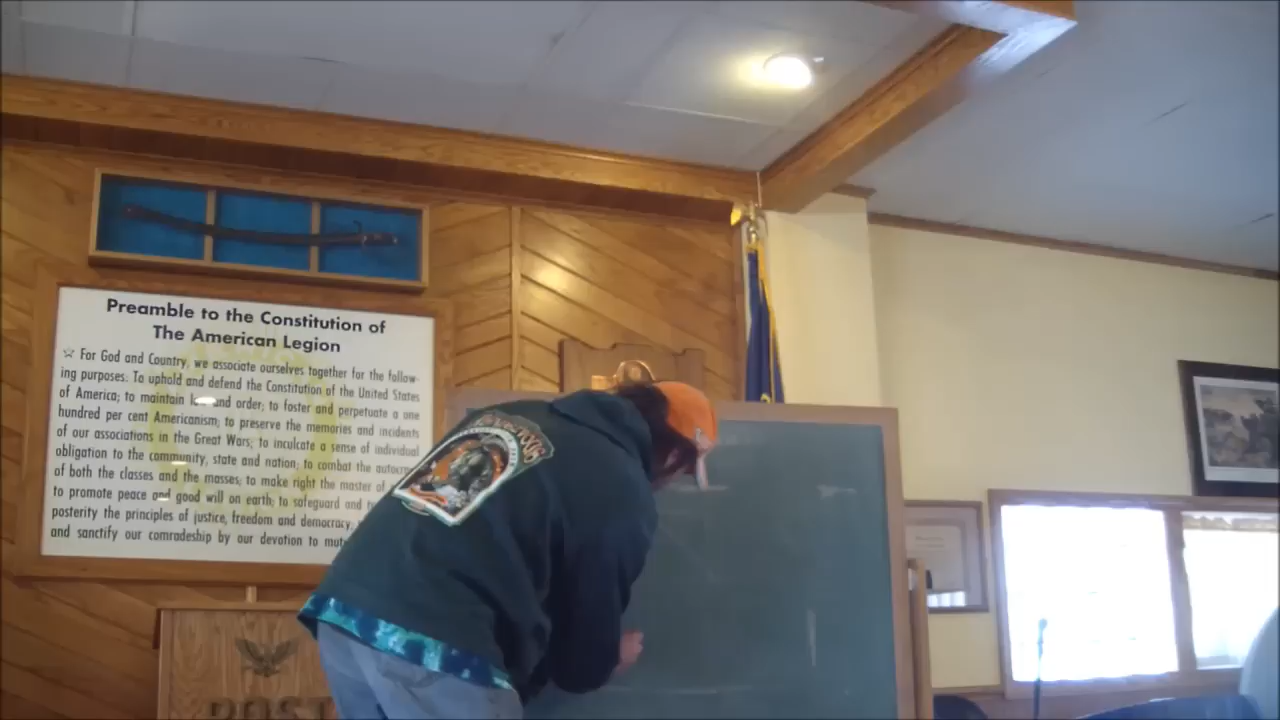 Preamble to the Constitution of
The American Legion
☆ For God and Country, we associate ourselves together for the follow-
ing purposes: To uphold and defend the Constitution of the United States
of America; to maintain law and order; to foster and perpetuate a one
hundred per cent Americanism; to preserve the memories and incidents
of our associations in the Great Wars; to inculcate a sense of individual
obligation to the community, state and nation; to combat the autocr
of both the classes and the masses; to make right the master of
to promote peace and good will on earth; to safeguard and
posterity the principles of justice, freedom and democracy,
and sanctify our comradeship by our devotion to mut
POST